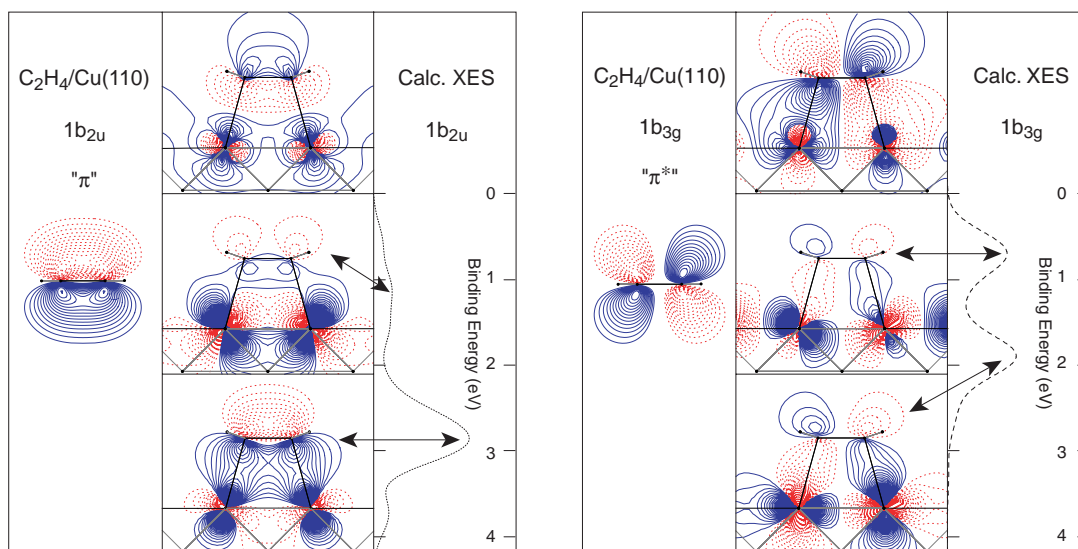 C₂H₄/Cu(110)
1b₂ᵤ
"π"
Calc. XES
1b₂ᵤ
0
1
2
3
4
Binding Energy (eV)
C₂H₄/Cu(110)
1b₃g
"π*"
Calc. XES
1b₃g
0
1
2
3
4
Binding Energy (eV)